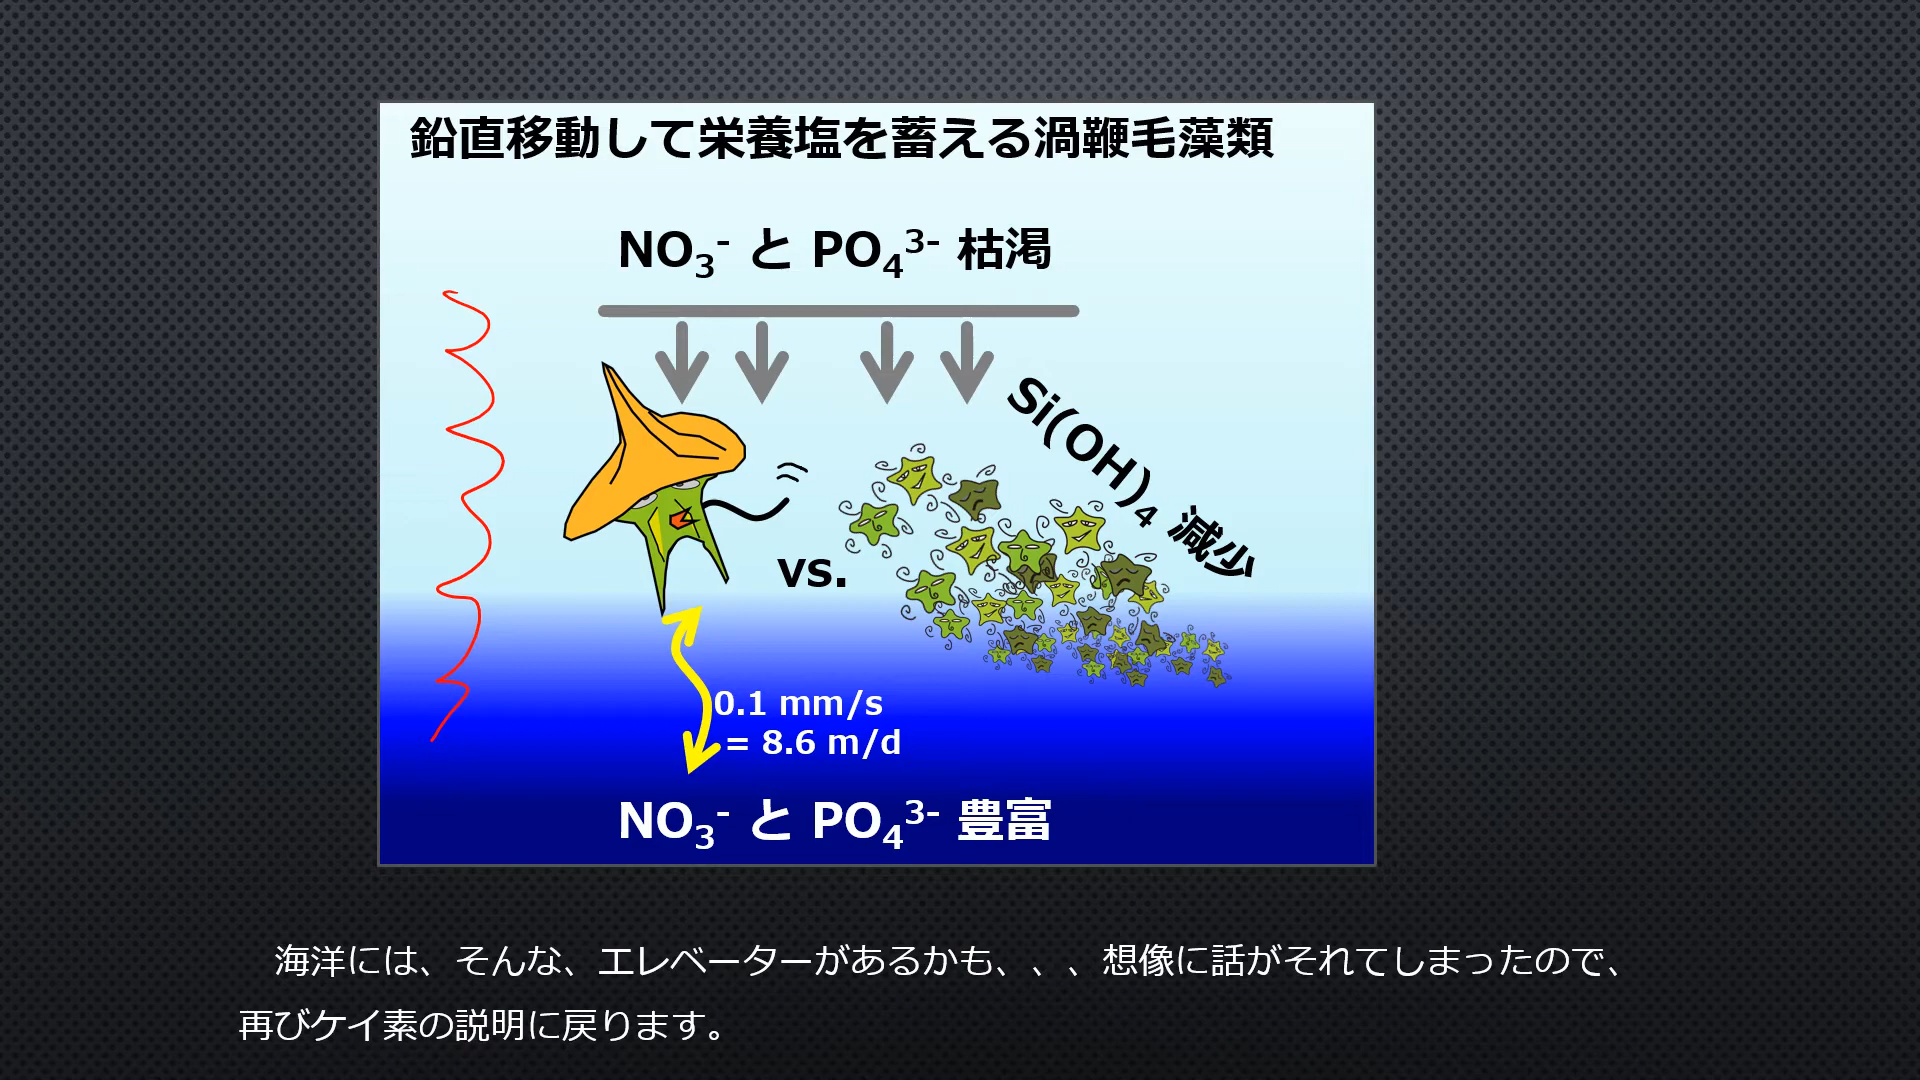 鉛直移動して栄養塩を蓄える渦鞭毛藻類
NO₃⁻ と PO₄³⁻ 枯渇
Si(OH)₄ 減少
vs.
0.1 mm/s
= 8.6 m/d
NO₃⁻ と PO₄³⁻ 豊富
海洋には、そんな、エレベーターがあるかも、、、想像に話がそれてしまったので、
再びケイ素の説明に戻ります。